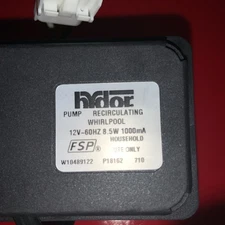 hydor
PUMP RECIRCULATING
WHIRLPOOL
12V-60HZ 8.5W 1000mA
FSP® HOUSEHOLD
USE ONLY
W10489122 P10162 710